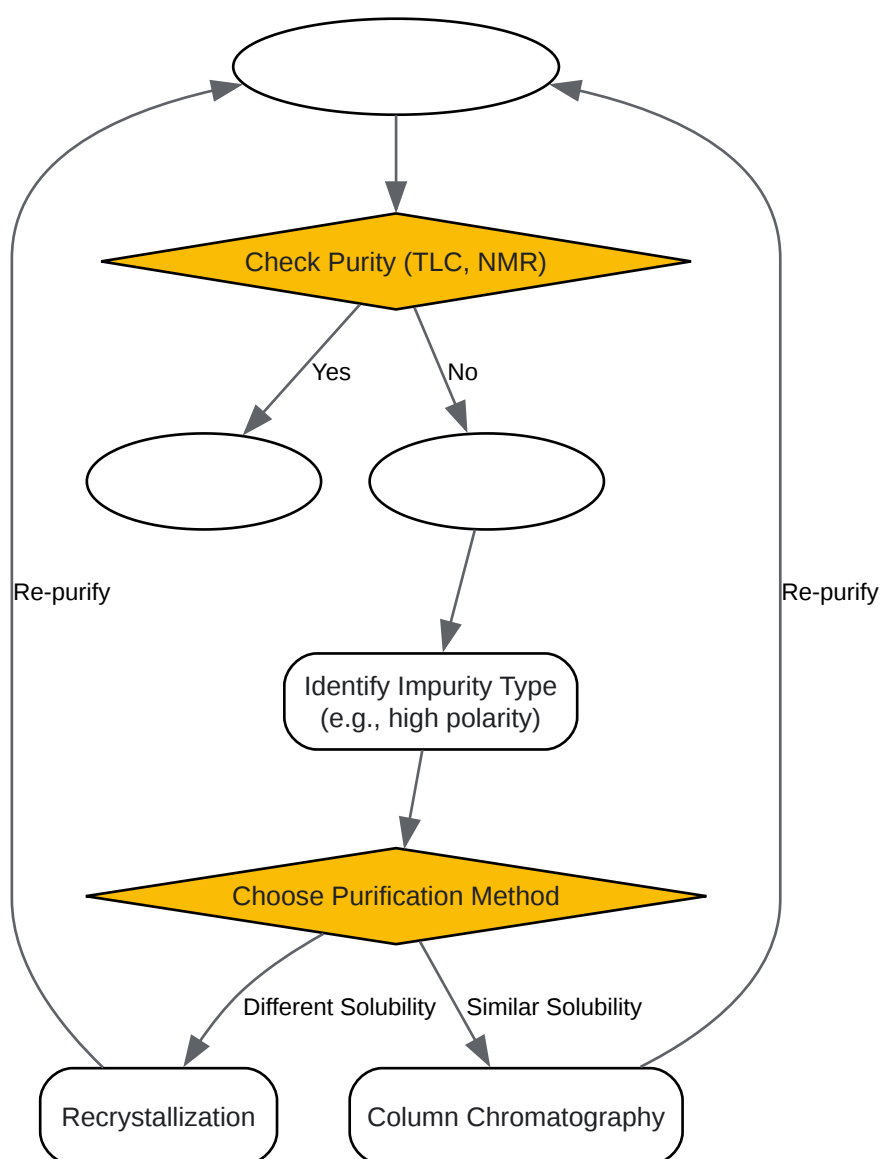 Check Purity (TLC, NMR)
Yes
No
Re-purify
Re-purify
Identify Impurity Type
(e.g., high polarity)
Choose Purification Method
Different Solubility
Similar Solubility
Recrystallization
Column Chromatography